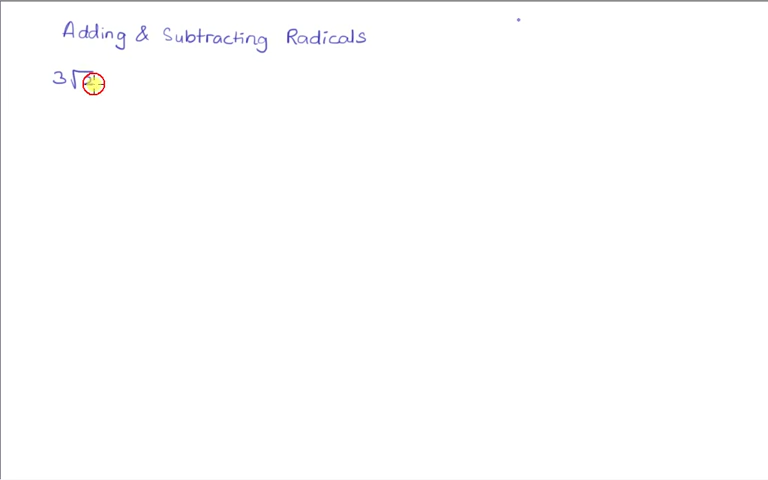 Adding & Subtracting Radicals
3√